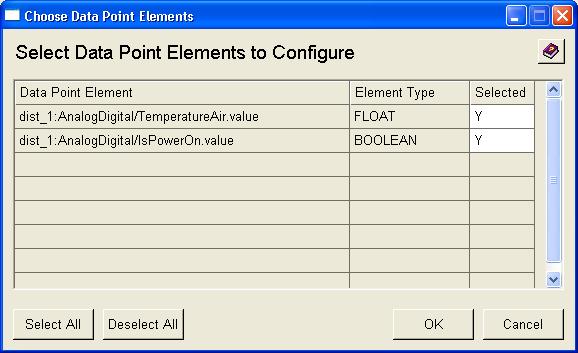 Choose Data Point Elements
Select Data Point Elements to Configure
Data Point Element Element Type Selected
dist_1:AnalogDigital/TemperatureAir.value FLOAT Y
dist_1:AnalogDigital/IsPowerOn.value BOOLEAN Y
Select All Deselect All OK Cancel